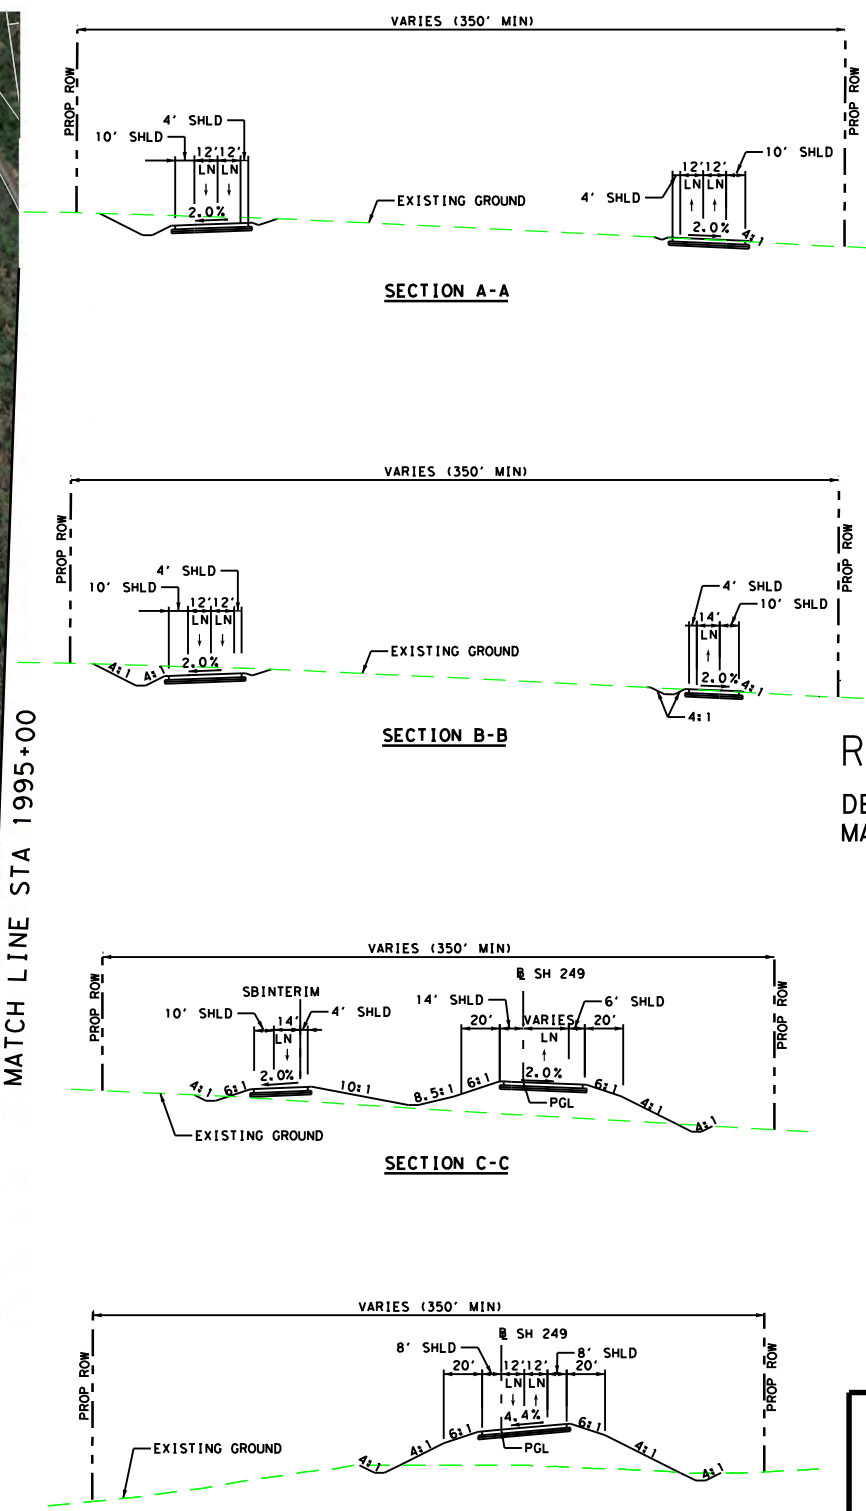 VARIES (350' MIN)
PROP ROW
PROP ROW
4' SHLD
10' SHLD
12' 12'
LN LN
2.0%
EXISTING GROUND
12' 12'
10' SHLD
4' SHLD
LN LN
2.0%
4:1
SECTION A-A
VARIES (350' MIN)
PROP ROW
PROP ROW
4' SHLD
10' SHLD
12' 12'
LN LN
4:1 4:1 2.0%
EXISTING GROUND
4' SHLD
14' 10' SHLD
LN
2.0% 4:1
4:1
SECTION B-B
MATCH LINE STA 1995+00
R
DE
MA
VARIES (350' MIN)
PROP ROW
PROP ROW
SBINTERIM
10' SHLD 14' 4' SHLD
LN
4:1 6:1 2.0% 10:1
EXISTING GROUND
SH 249
14' SHLD 6' SHLD
20' VARIES 20'
LN
8.5:1 6:1 2.0% 6:1 4:1 4:1
PGL
SECTION C-C
VARIES (350' MIN)
PROP ROW
PROP ROW
SH 249
8' SHLD 8' SHLD
20' 12' 12' 20'
LN LN
4:1 4:1 6:1 4.4% 6:1 4:1 4:1
PGL
EXISTING GROUND